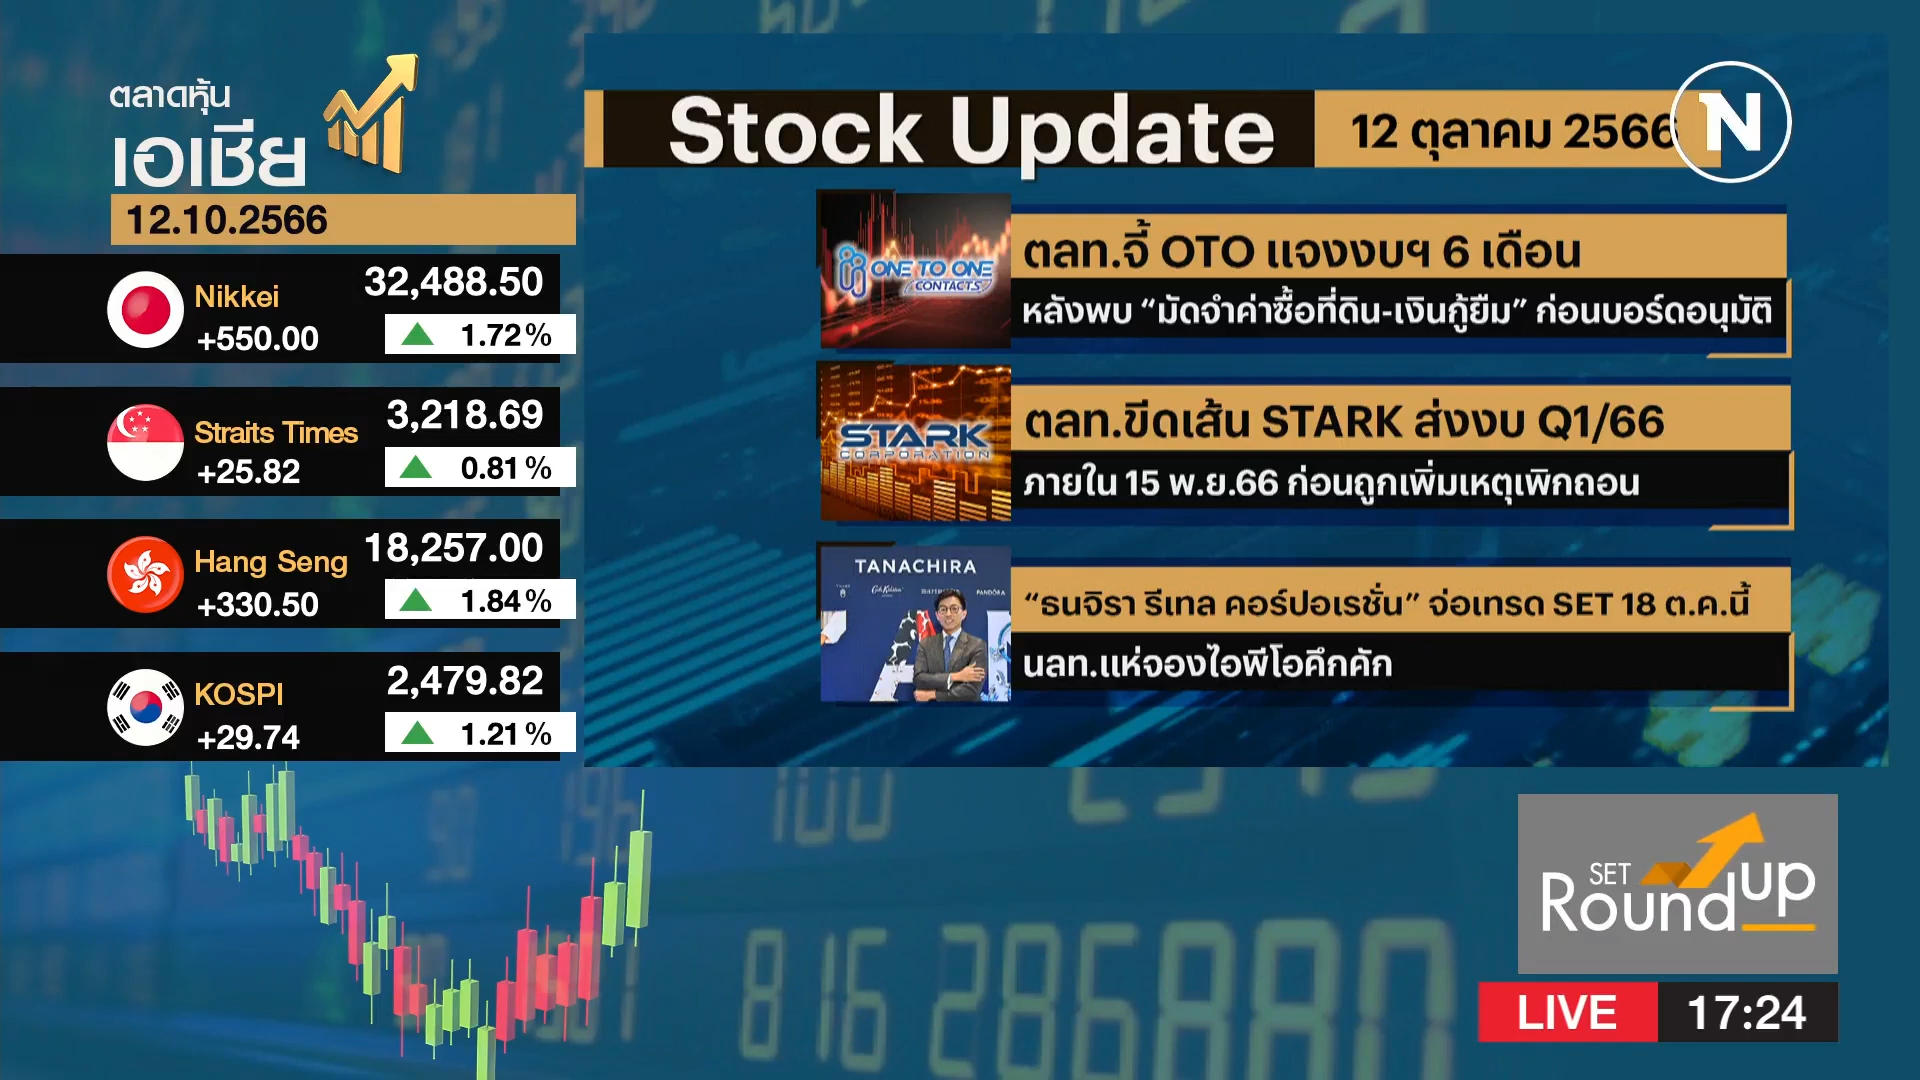 ตลาดหุ้น
เอเชีย
12.10.2566
Nikkei
32,488.50
+550.00
1.72%
Straits Times
3,218.69
+25.82
0.81%
Hang Seng
18,257.00
+330.50
1.84%
KOSPI
2,479.82
+29.74
1.21%
Stock Update
12 ตุลาคม 2566
N
ONE TO ONE
CONTACTS
ตลท.จี้ OTO แจงงบฯ 6 เดือน
หลังพบ “มัดจำค่าซื้อที่ดิน-เงินกู้ยืม” ก่อนบอร์ดอนุมัติ
STARK
CORPORATION
ตลท.ขีดเส้น STARK ส่งงบ Q1/66
ภายใน 15 พ.ย.66 ก่อนถูกเพิ่มเหตุเพิกถอน
TANACHIRA
PANDORA
“ธนจิรา รีเทล คอร์ปอเรชั่น” จ่อเทรด SET 18 ต.ค.นี้
นลท.แห่จองไอพีโอคึกคัก
SET
Roundup
LIVE
17:24